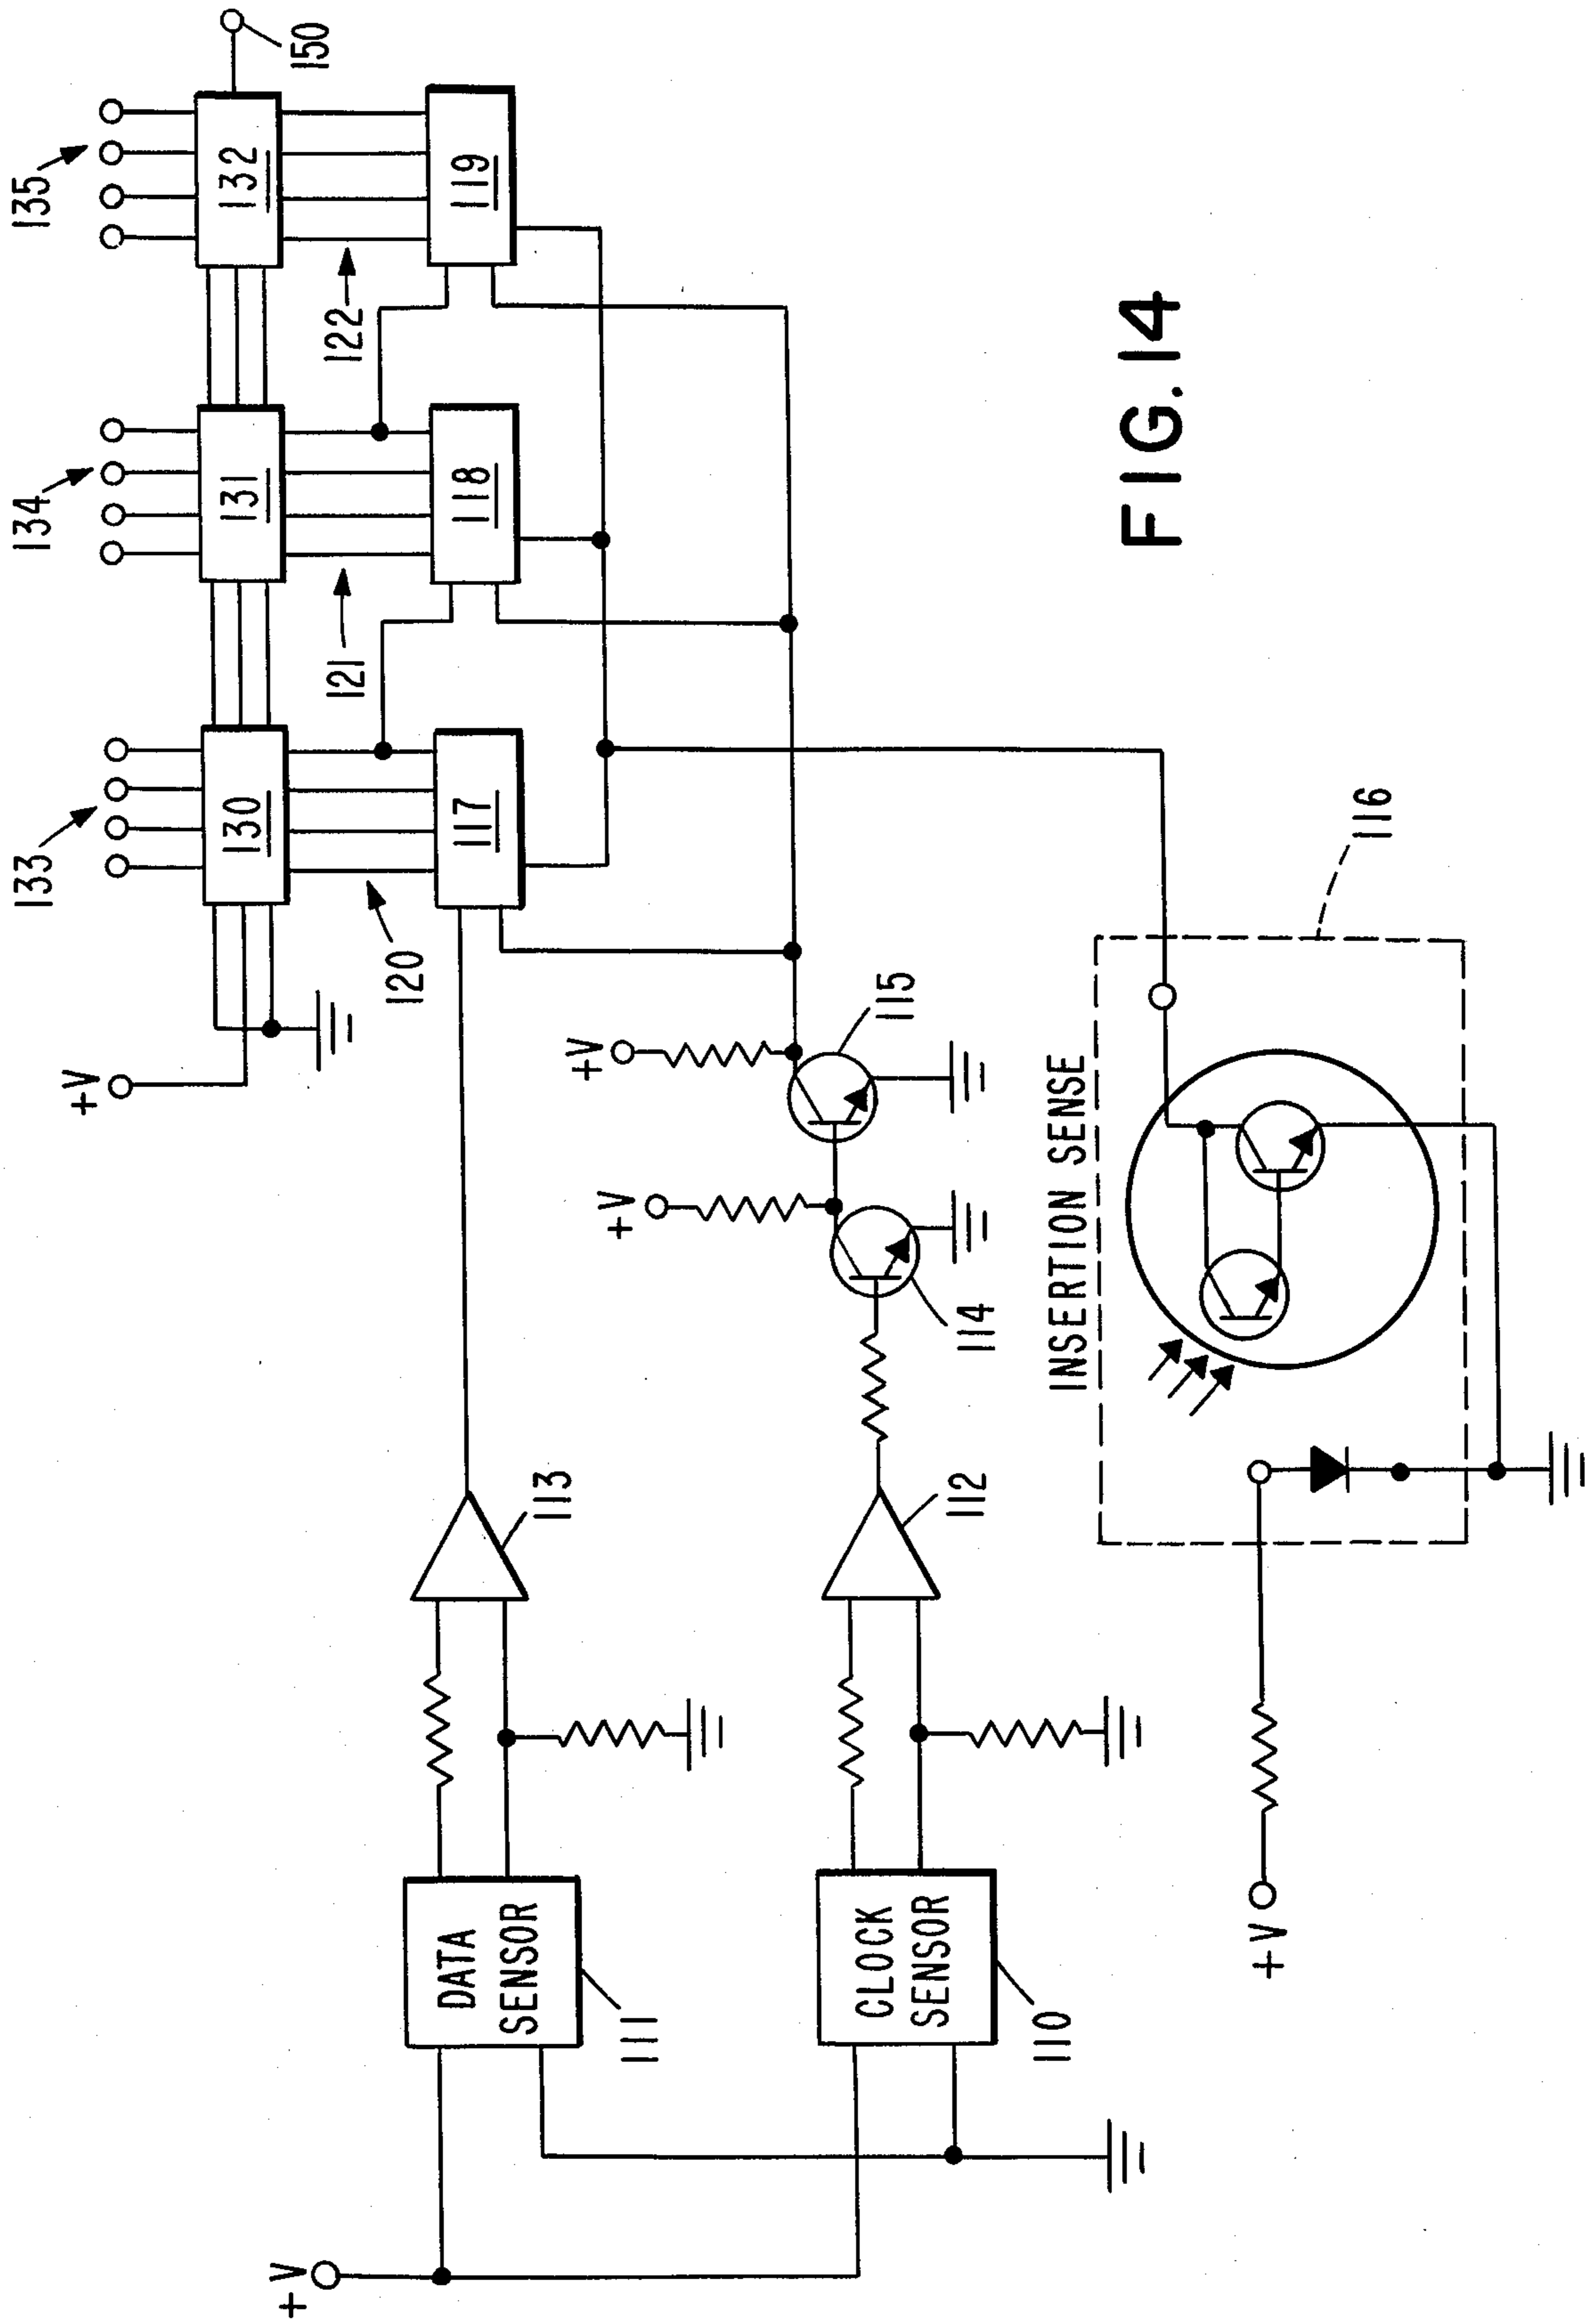 133
134
135
+V
130
131
132
150
120
121
122
117
118
119
DATA
SENSOR
111
113
+V
+V
+V
115
114
CLOCK
SENSOR
110
112
INSERTION SENSE
116
+V
FIG.14